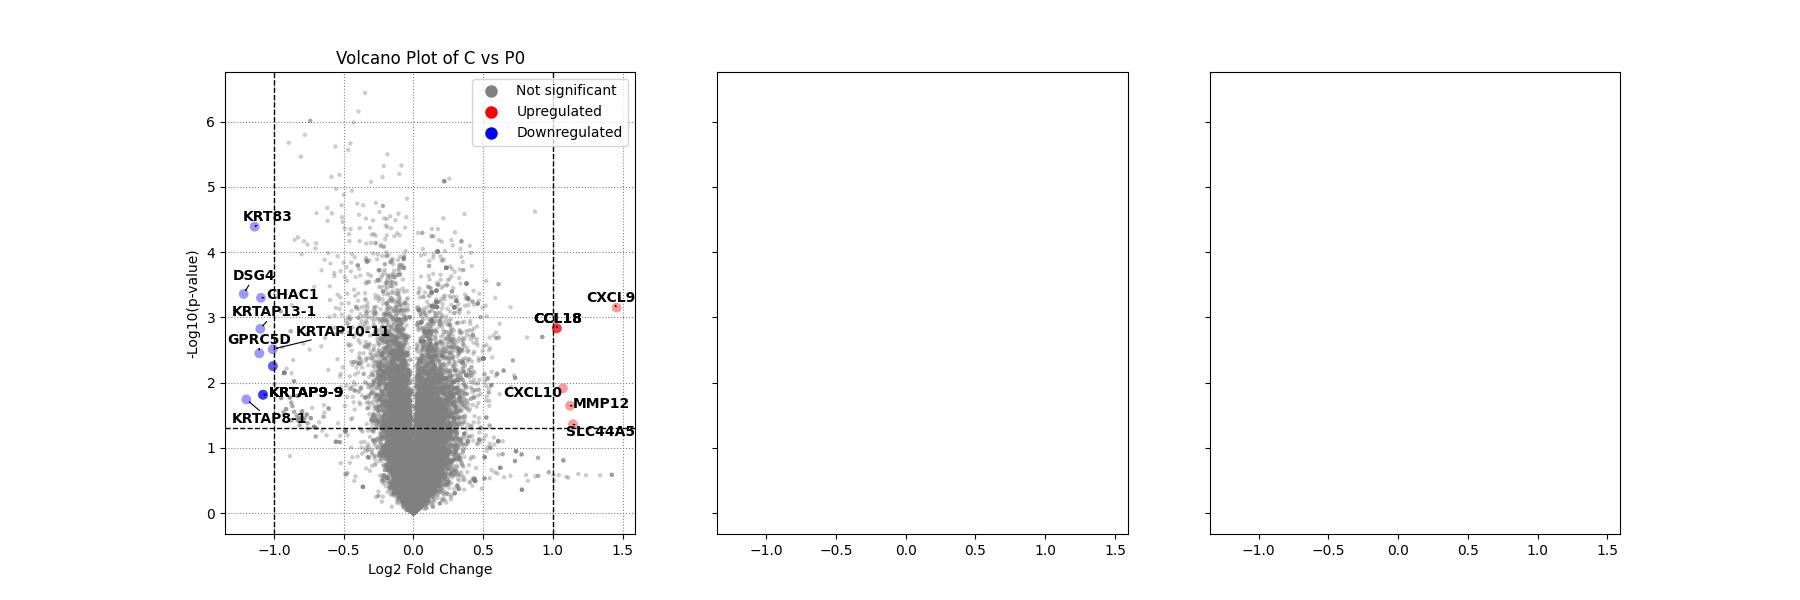 Volcano Plot of C vs P0
Not significant
Upregulated
Downregulated
-Log10(p-value)
6
5
4
3
2
1
0
KRT83
DSG4
CHAC1
KRTAP13-1
KRTAP10-11
GPRC5D
KRTAP9-9
KRTAP8-1
CXCL9
CCL18
CXCL10
MMP12
SLC44A5
−1.0 −0.5 0.0 0.5 1.0 1.5
Log2 Fold Change
−1.0 −0.5 0.0 0.5 1.0 1.5
−1.0 −0.5 0.0 0.5 1.0 1.5